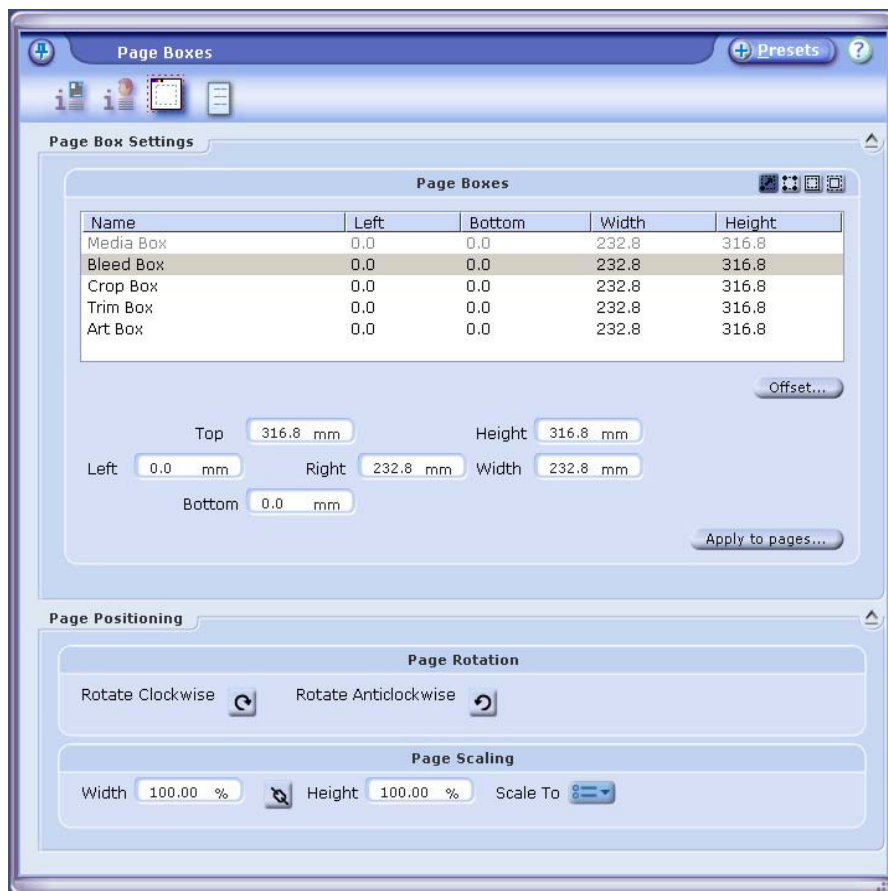 Page Boxes
Presets
?
Page Box Settings
Page Boxes
Name Left Bottom Width Height
Media Box 0.0 0.0 232.8 316.8
Bleed Box 0.0 0.0 232.8 316.8
Crop Box 0.0 0.0 232.8 316.8
Trim Box 0.0 0.0 232.8 316.8
Art Box 0.0 0.0 232.8 316.8
Offset...
Top 316.8 mm Height 316.8 mm
Left 0.0 mm Right 232.8 mm Width 232.8 mm
Bottom 0.0 mm
Apply to pages...
Page Positioning
Page Rotation
Rotate Clockwise Rotate Anticlockwise
Page Scaling
Width 100.00 % Height 100.00 % Scale To